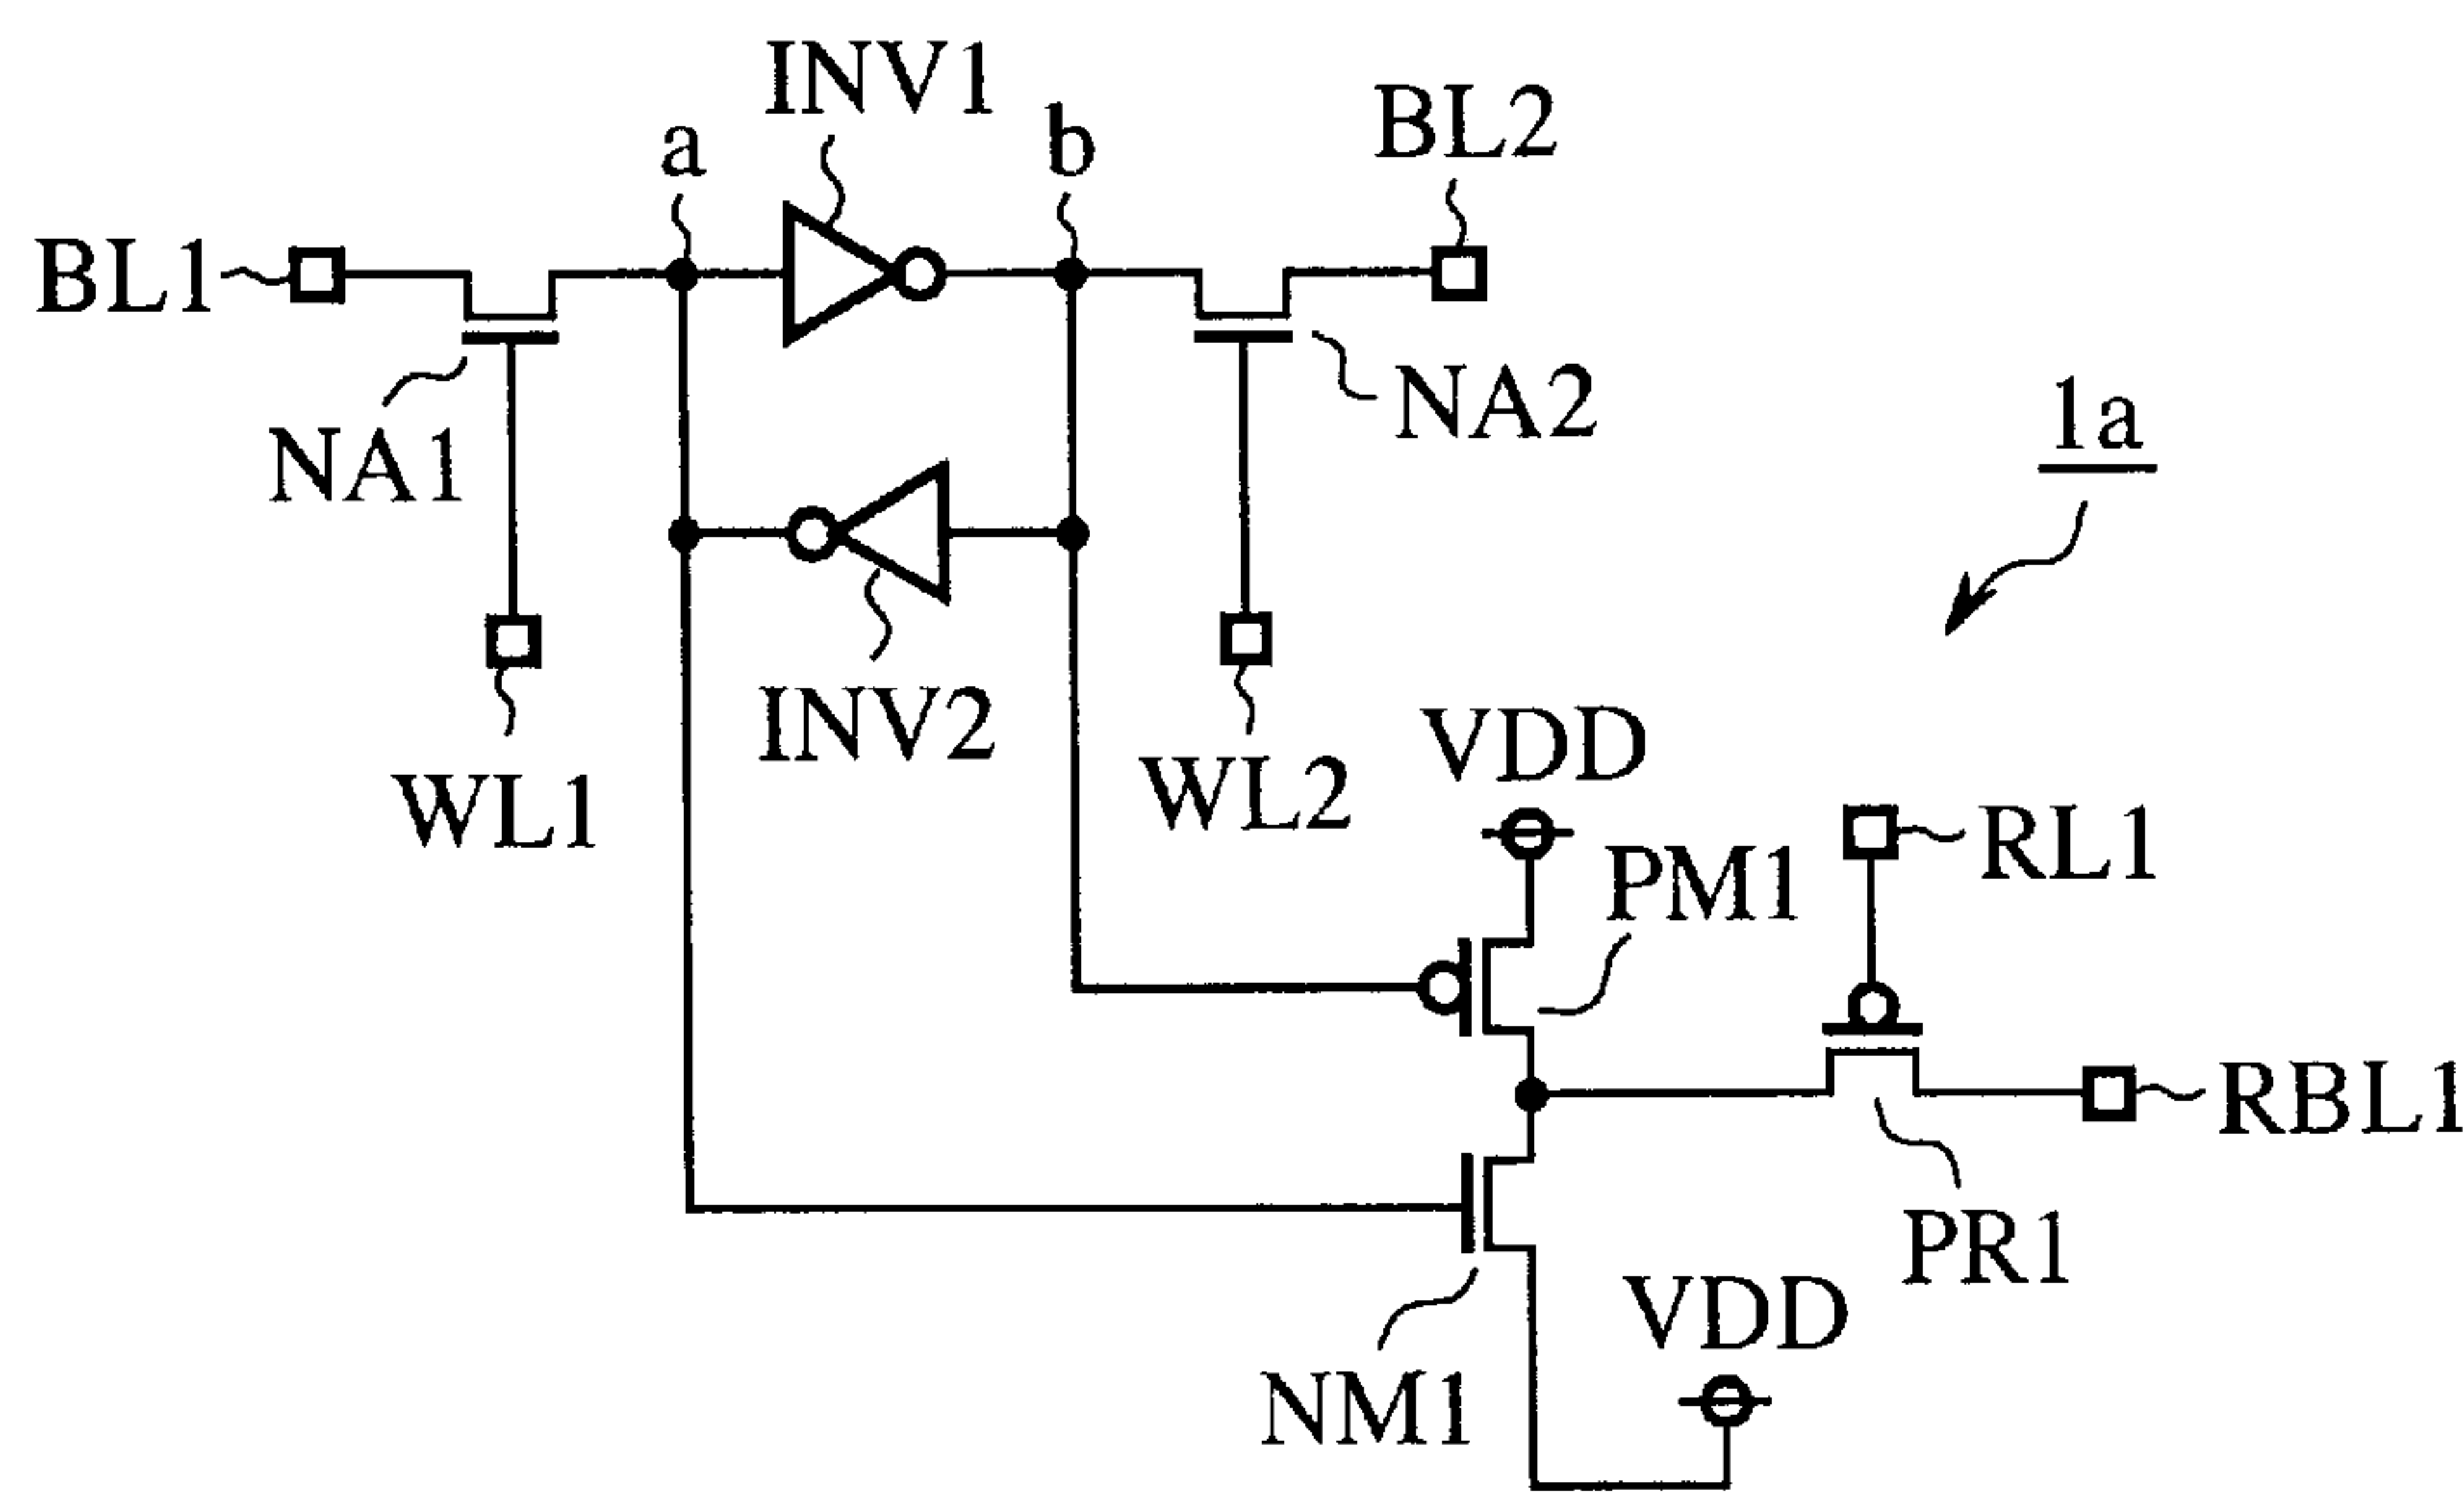 INV1
BL2
a
b
BL1
NA2
1a
NA1
INV2
VDD
WL2
WL1
RL1
PM1
RBL1
PR1
VDD
NM1